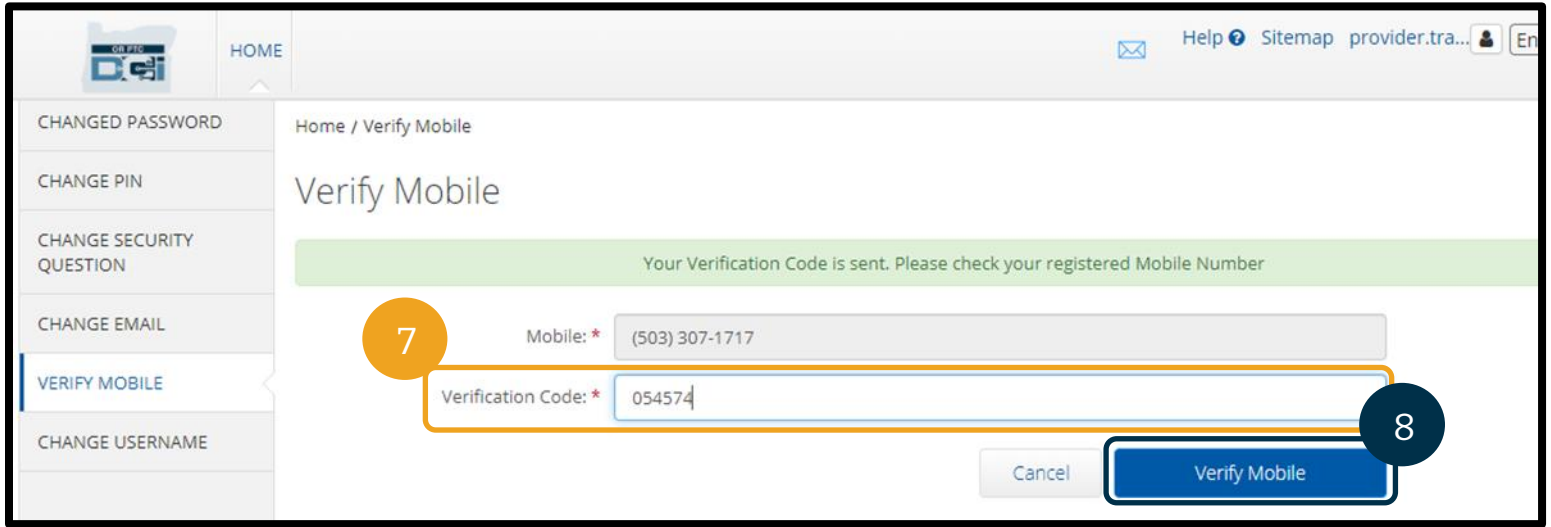 OR PTC
DCi
HOME
Help Sitemap provider.tra... En
CHANGED PASSWORD
CHANGE PIN
CHANGE SECURITY
QUESTION
CHANGE EMAIL
VERIFY MOBILE
CHANGE USERNAME
Home / Verify Mobile
Verify Mobile
Your Verification Code is sent. Please check your registered Mobile Number
7
Mobile: * (503) 307-1717
Verification Code: * 054574
8
Cancel Verify Mobile